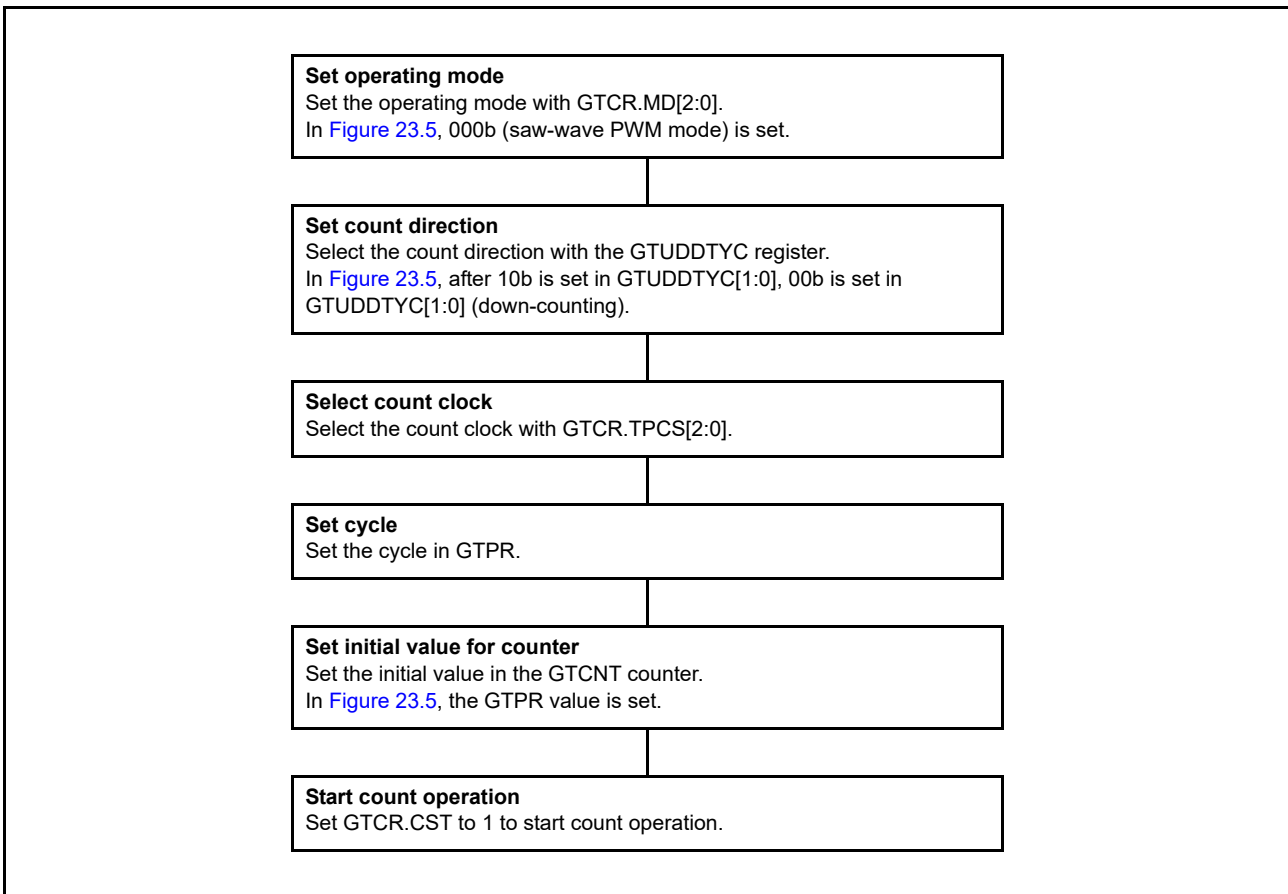 Set operating mode
Set the operating mode with GTCR.MD[2:0].
In Figure 23.5, 000b (saw-wave PWM mode) is set.
Set count direction
Select the count direction with the GTUDDTYC register.
In Figure 23.5, after 10b is set in GTUDDTYC[1:0], 00b is set in
GTUDDTYC[1:0] (down-counting).
Select count clock
Select the count clock with GTCR.TPCS[2:0].
Set cycle
Set the cycle in GTPR.
Set initial value for counter
Set the initial value in the GTCNT counter.
In Figure 23.5, the GTPR value is set.
Start count operation
Set GTCR.CST to 1 to start count operation.